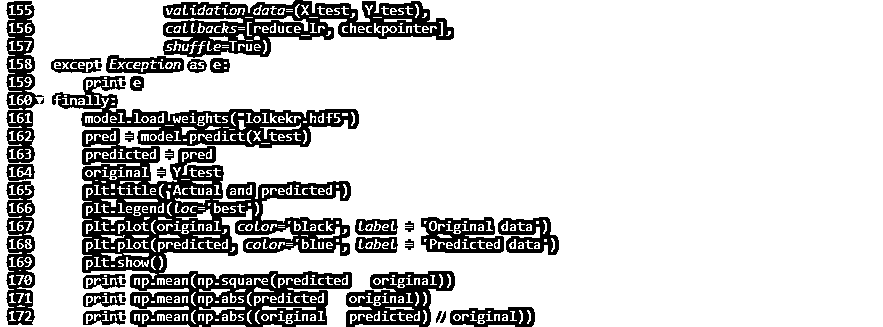 155 validation_data=(X_test, Y_test),
156 callbacks=[reduce_lr, checkpointer],
157 shuffle=True)
158 except Exception as e:
159 print e
160 finally:
161 model.load_weights("lolkekr.hdf5")
162 pred = model.predict(X_test)
163 predicted = pred
164 original = Y_test
165 plt.title('Actual and predicted')
166 plt.legend(loc='best')
167 plt.plot(original, color='black', label = 'Original data')
168 plt.plot(predicted, color='blue', label = 'Predicted data')
169 plt.show()
170 print np.mean(np.square(predicted original))
171 print np.mean(np.abs(predicted original))
172 print np.mean(np.abs((original predicted) // original))